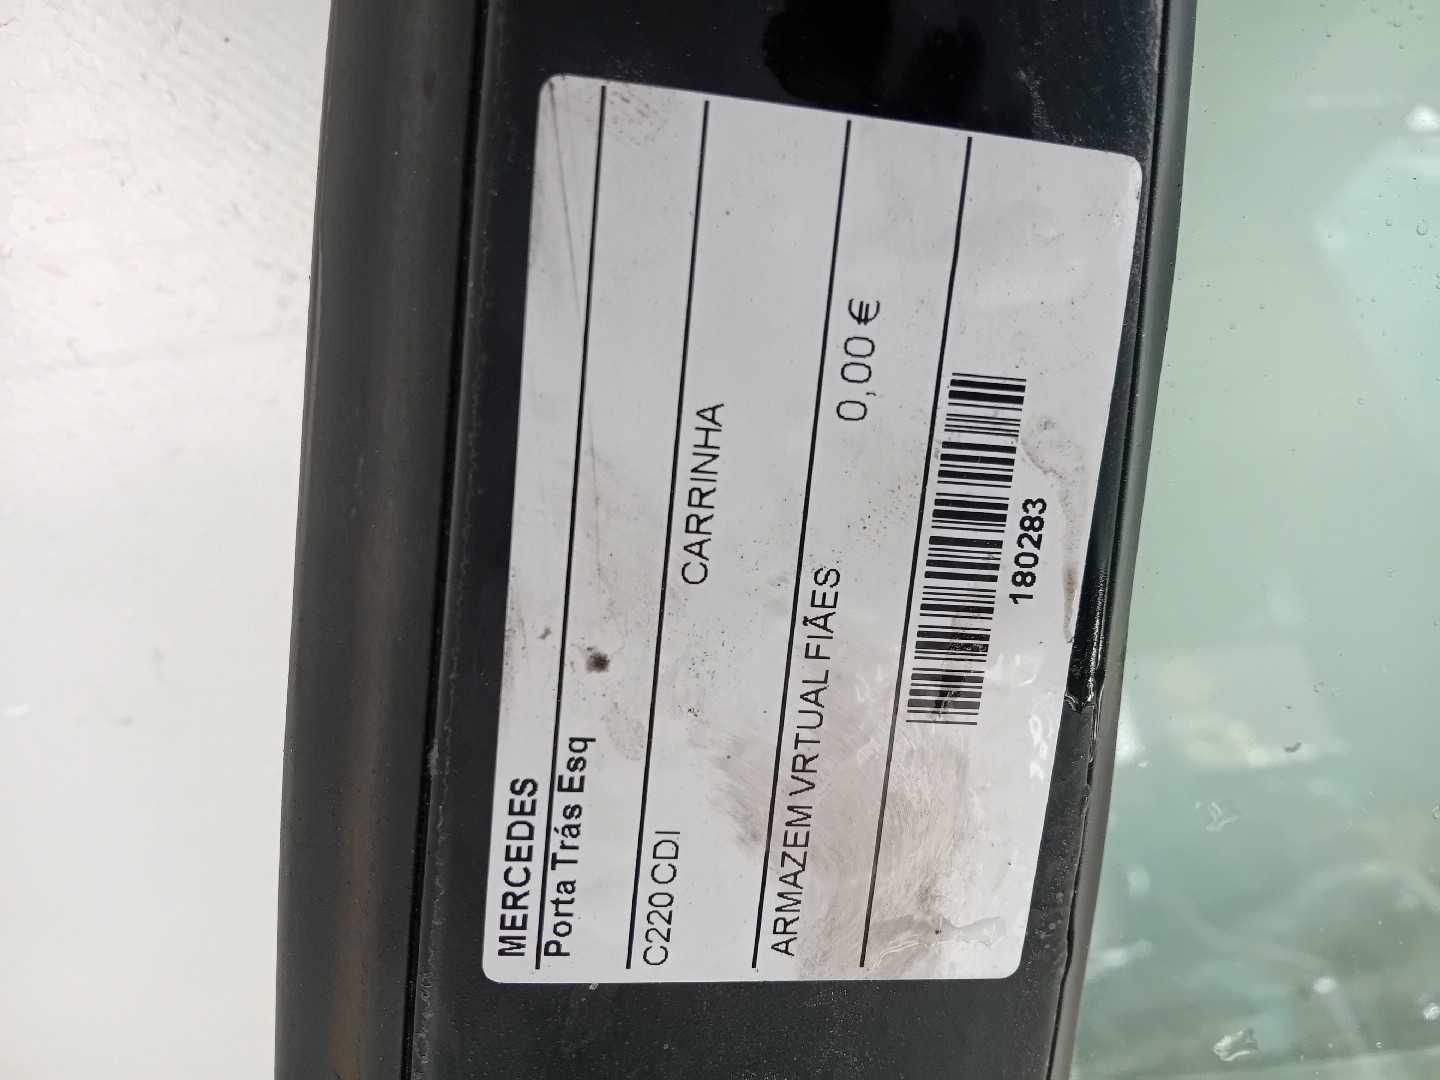 MERCEDES
Porta Trás Esq
C220 CDI
CARRINHA
ARMAZEM VRTUAL FIÃES
0,00 €
180283